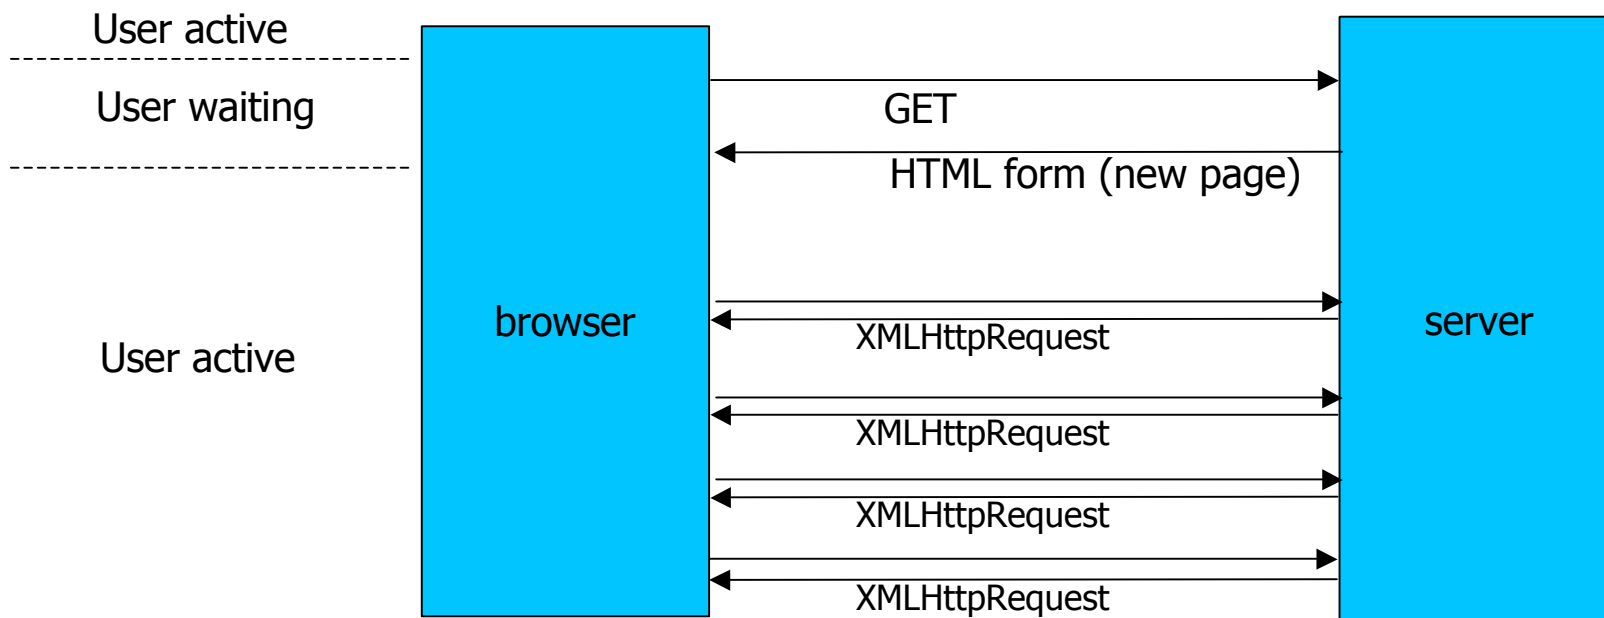 User active
User waiting
GET
HTML form (new page)
browser
server
User active
XMLHttpRequest
XMLHttpRequest
XMLHttpRequest
XMLHttpRequest